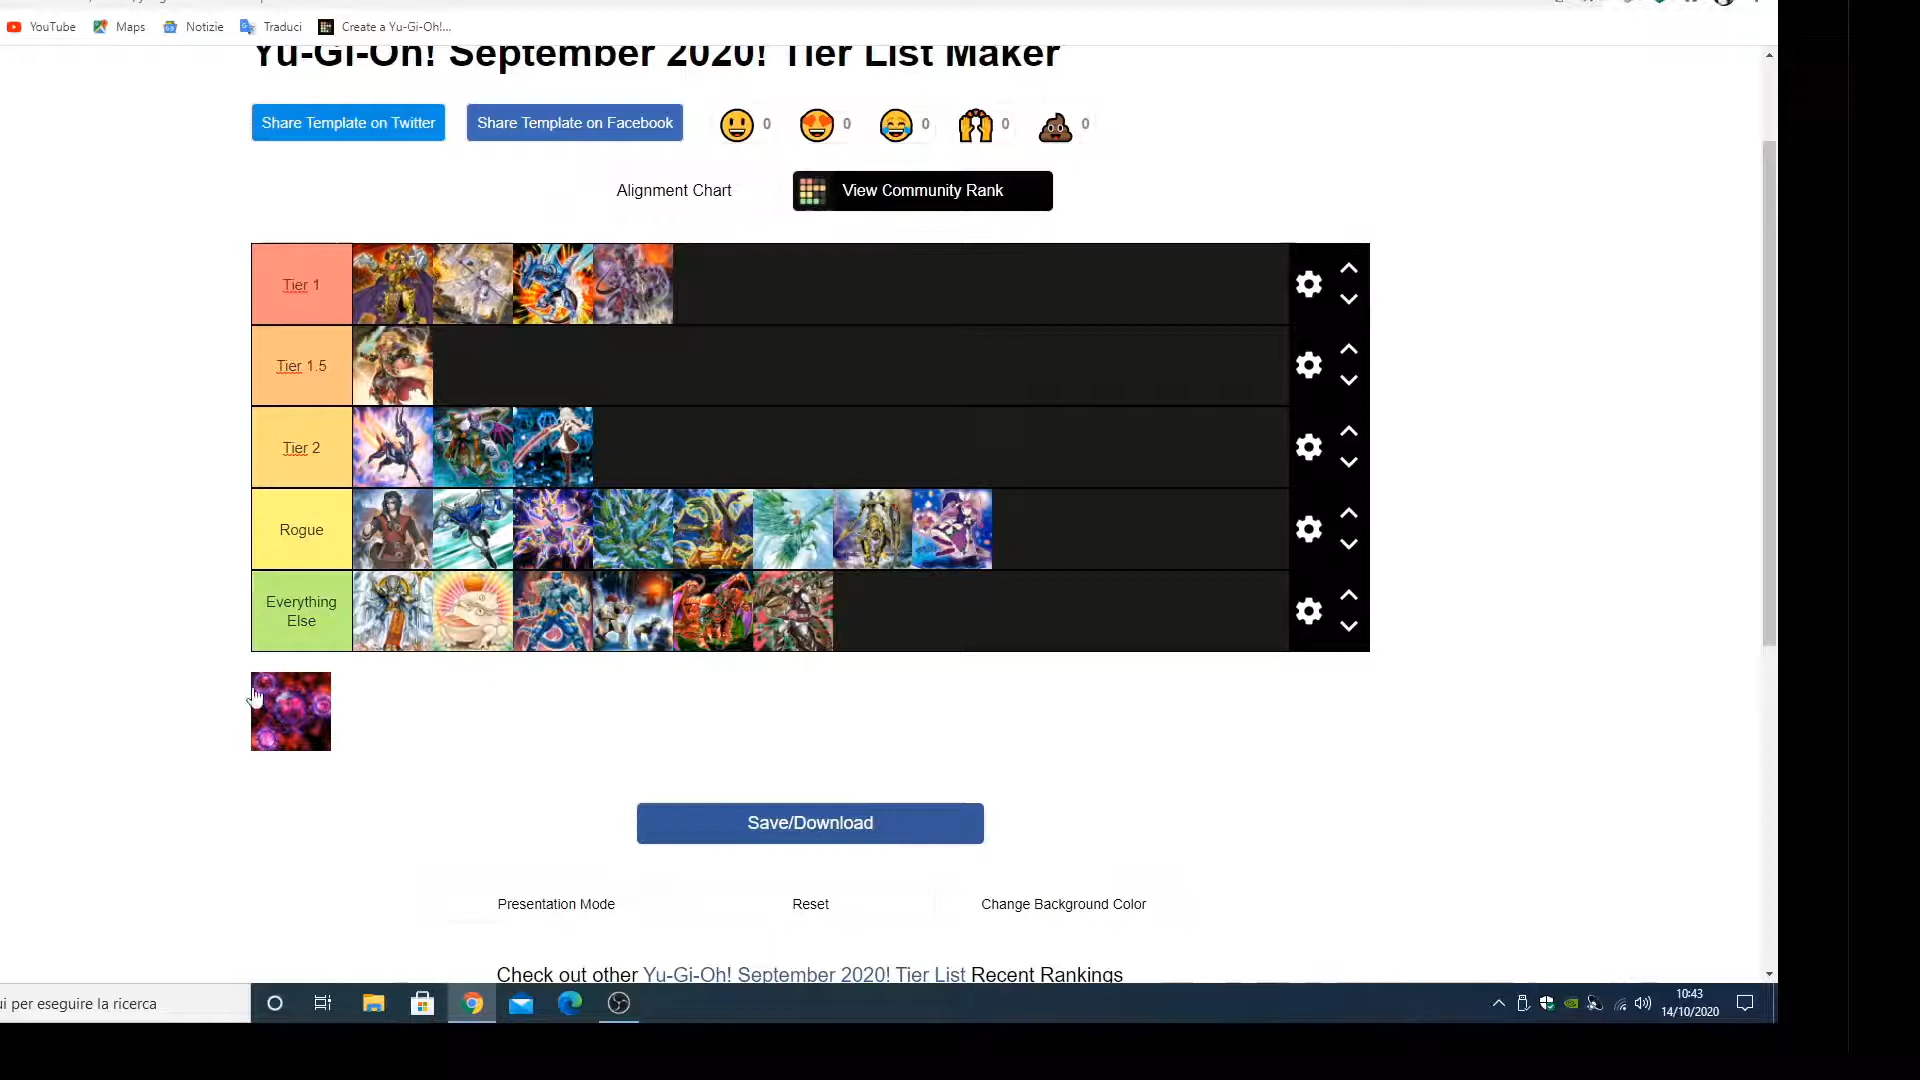 YouTube Maps Notizie Traduci Create a Yu-Gi-Oh!...
Yu-Gi-Oh! September 2020! Tier List Maker
Share Template on Twitter Share Template on Facebook 0 0 0 0 0
Alignment Chart View Community Rank
Tier 1
Tier 1.5
Tier 2
Rogue
Everything
Else
Save/Download
Presentation Mode Reset Change Background Color
Check out other Yu-Gi-Oh! September 2020! Tier List Recent Rankings
per eseguire la ricerca
10:43
14/10/2020